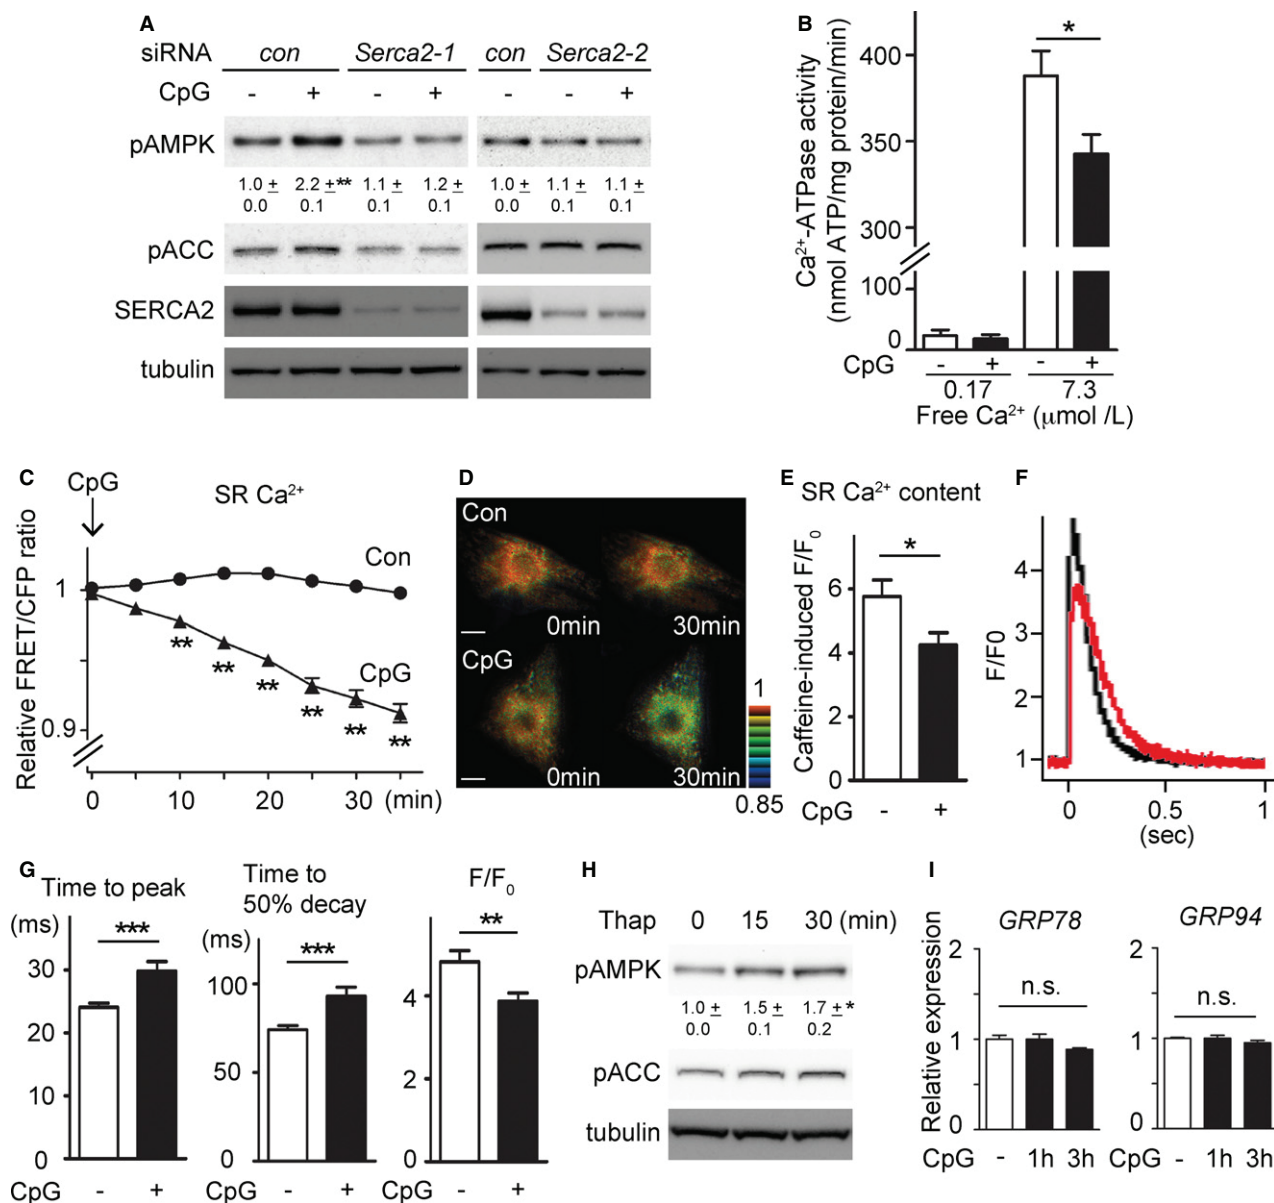 A
siRNA con Serca2-1 con Serca2-2
CpG - + - + - - +
pAMPK
1.0 ± 2.2 ±** 1.1 ± 1.2 ± 1.0 ± 1.1 ± 1.1 ±
0.0 0.1 0.1 0.1 0.0 0.1 0.1
pACC
SERCA2
tubulin
B
Ca2+-ATPase activity
(nmol ATP/mg protein/min)
400
350
300
100
0
*
CpG - + - +
0.17 7.3
Free Ca2+ (μmol /L)
C
CpG
SR Ca2+
Relative FRET/CFP ratio
1
0.9
Con
CpG
** ** ** ** ** **
0 10 20 30 (min)
D
Con
0min 30min
CpG
0min 30min
1
0.85
E
SR Ca2+ content
Caffeine-induced F/F0
6
4
2
0
*
CpG - +
F
F/F0
4
3
2
1
0 0.5 1
(sec)
G
Time to peak
(ms)
30
20
10
0
***
CpG - +
Time to
50% decay
(ms)
100
50
0
***
CpG - +
F/F0
4
2
0
**
CpG - +
H
Thap 0 15 30 (min)
pAMPK
1.0 ± 1.5 ± 1.7 ±*
0.0 0.1 0.2
pACC
tubulin
I
GRP78
Relative expression
2
1
0
n.s.
CpG - 1h 3h
GRP94
2
1
0
n.s.
CpG - 1h 3h